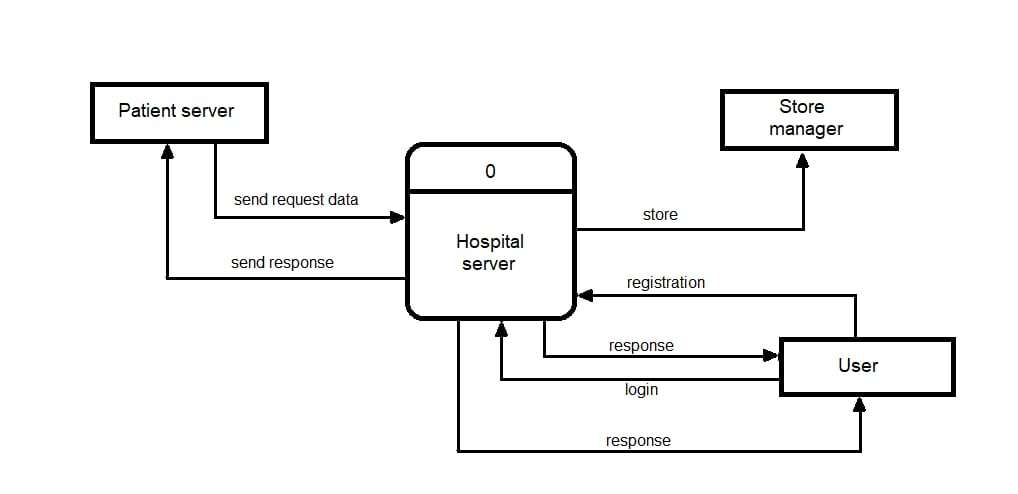 Patient server
Store
manager
0
send request data
store
Hospital
server
send response
registration
response
User
login
response